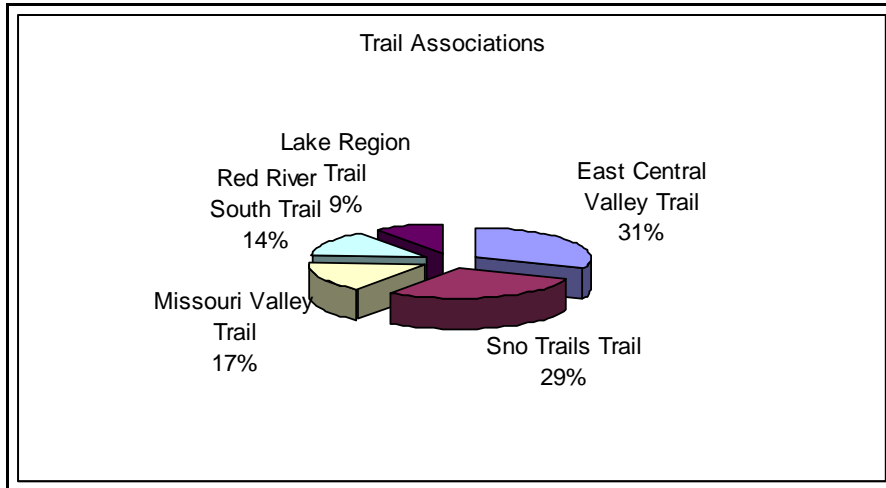 Trail Associations
Lake Region
Trail
9%
Red River
South Trail
14%
East Central
Valley Trail
31%
Missouri Valley
Trail
17%
Sno Trails Trail
29%